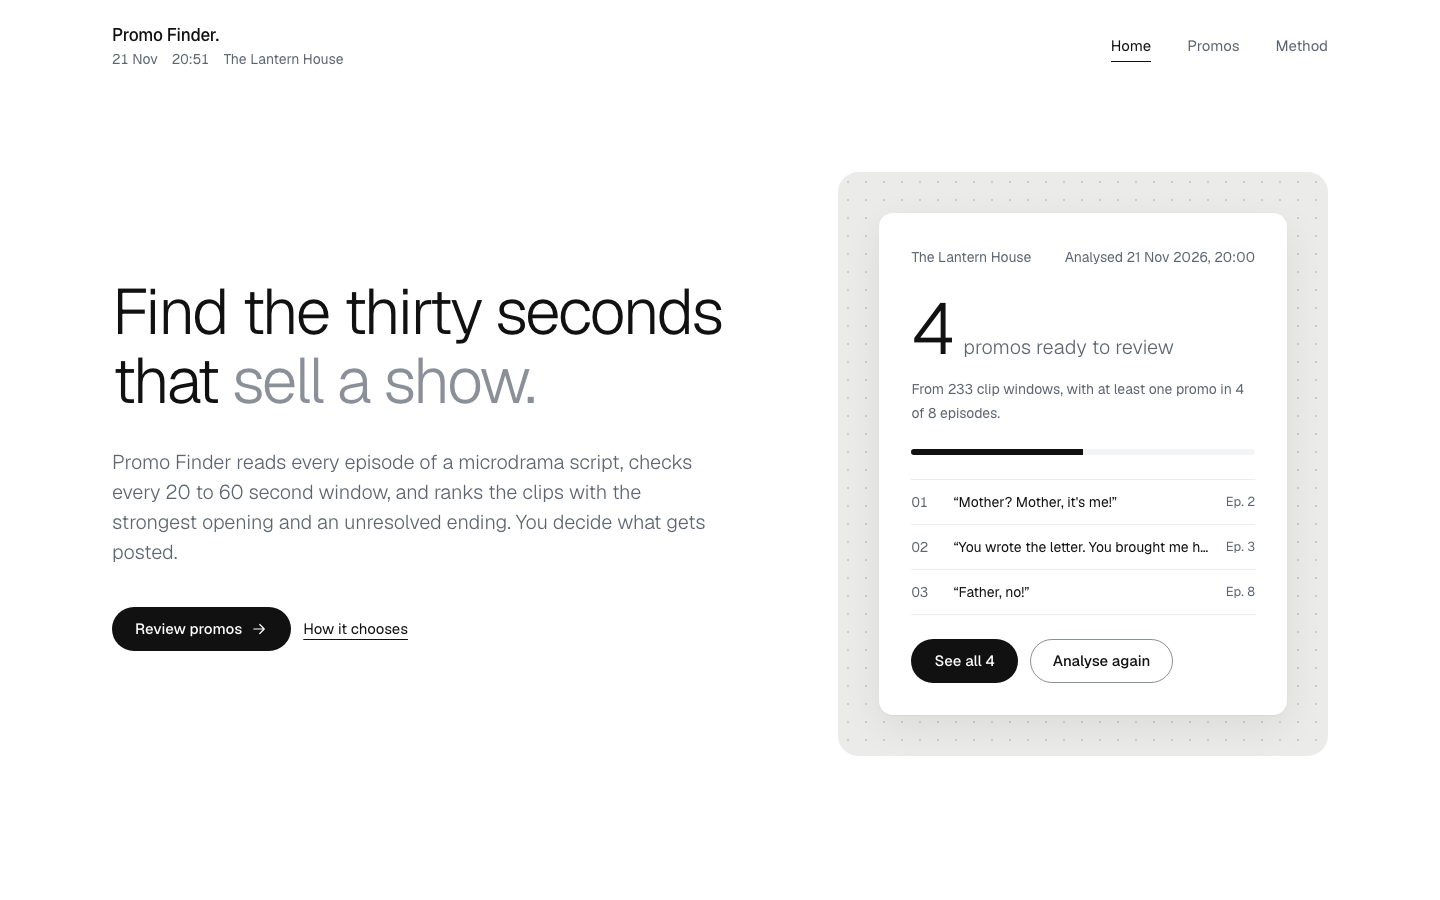 Promo Finder.
21 Nov 20:51 The Lantern House
Home Promos Method
Find the thirty seconds
that sell a show.
Promo Finder reads every episode of a microdrama script, checks
every 20 to 60 second window, and ranks the clips with the
strongest opening and an unresolved ending. You decide what gets
posted.
Review promos →
How it chooses
The Lantern House Analysed 21 Nov 2026, 20:00
4 promos ready to review
From 233 clip windows, with at least one promo in 4
of 8 episodes.
01 “Mother? Mother, it's me!” Ep. 2
02 “You wrote the letter. You brought me h… Ep. 3
03 “Father, no!” Ep. 8
See all 4
Analyse again